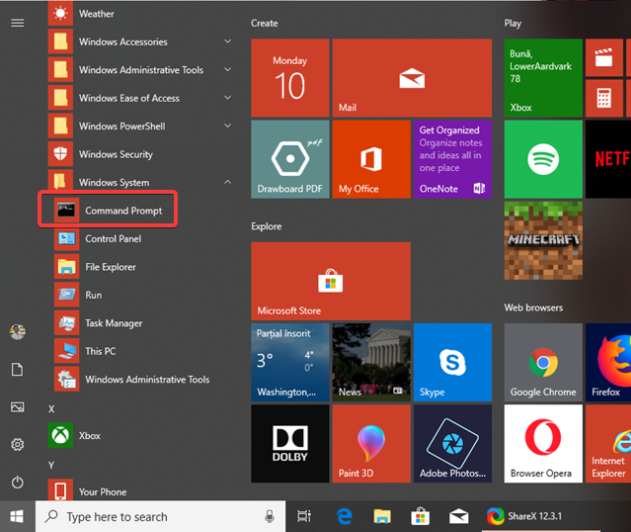 Weather
Windows Accessories
Windows Administrative Tools
Windows Ease of Access
Windows PowerShell
Windows Security
Windows System
Command Prompt
Control Panel
File Explorer
Run
Task Manager
This PC
Windows Administrative Tools
X
Xbox
Y
Your Phone
Create
Monday
10
Mail
pdf
Drawboard PDF
My Office
Get Organized
Organize notes
and ideas all in
one place
OneNote
Explore
Microsoft Store
Parțial însorit
3°
4°
0°
Washington,...
News
Skype
DOLBY
Paint 3D
Adobe Photos...
Play
Bună,
LowerAardvark
78
Xbox
NETF
MINECRAFT
Web browsers
Google Chrome
Firefox
Browser Opera
Internet
Explorer
Type here to search
ShareX 12.3.1